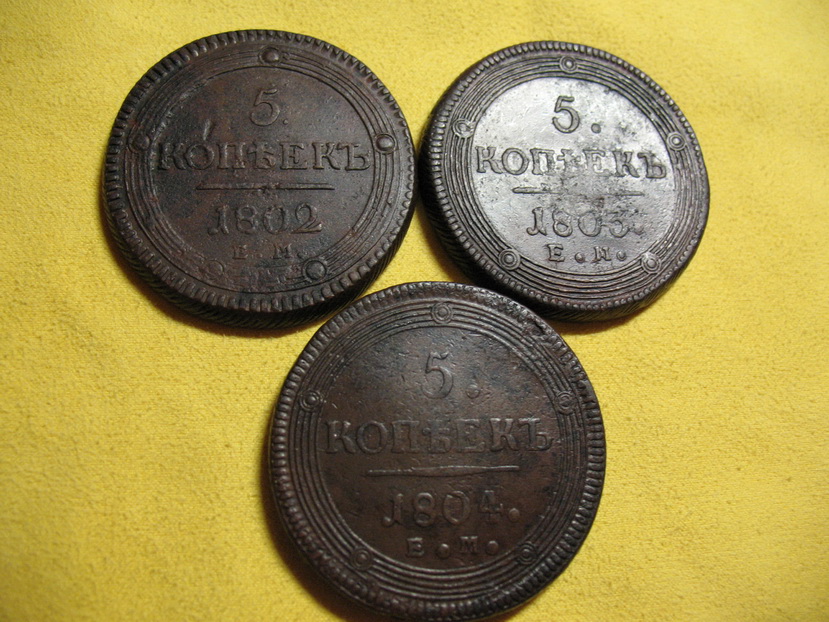 5.
КОПѢЕКЪ
1802
Е. М.
5.
КОПѢЕКЪ
1803.
Е. М.
5.
КОПѢЕКЪ
1804.
Е. М.